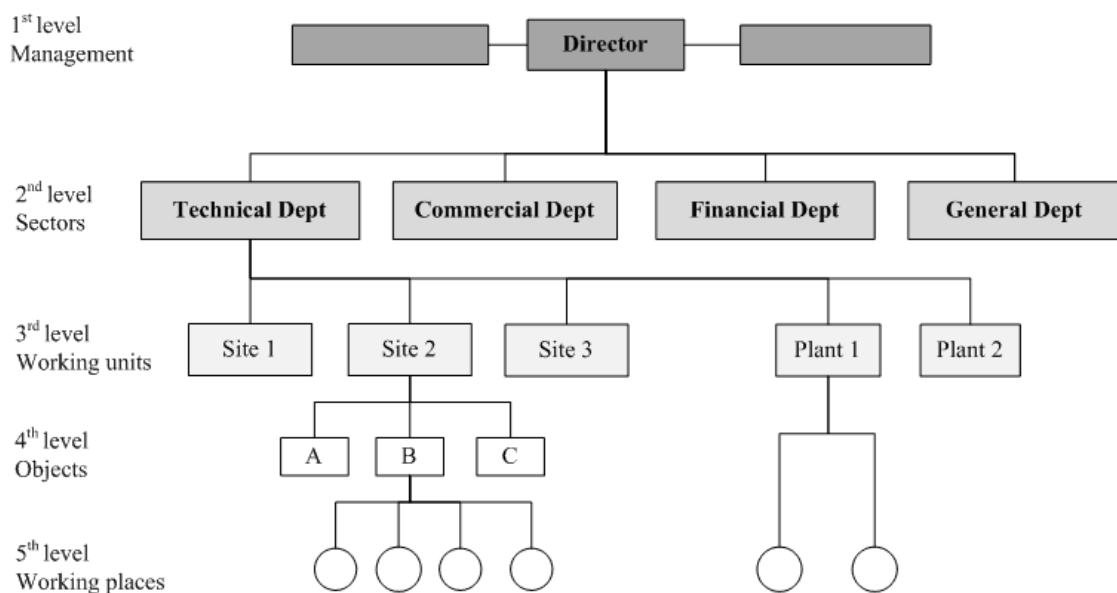 1st level
Management
Director
2nd level
Sectors
Technical Dept
Commercial Dept
Financial Dept
General Dept
3rd level
Working units
Site 1
Site 2
Site 3
Plant 1
Plant 2
4th level
Objects
A
B
C
5th level
Working places